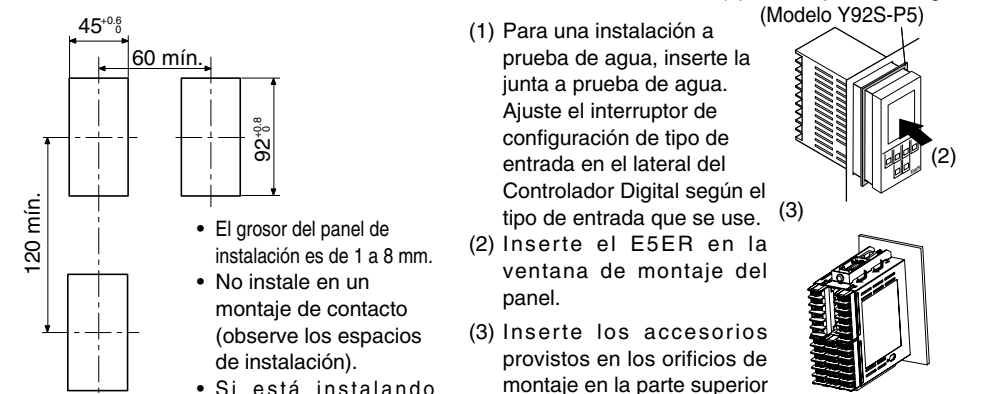 45 +0.6 0
60 mín.
92 +0.8 0
120 mín.
• El grosor del panel de
instalación es de 1 a 8 mm.
• No instale en un
montaje de contacto
(observe los espacios
de instalación).
• Si está instalando
(1) Para una instalación a
prueba de agua, inserte la
junta a prueba de agua.
Ajuste el interruptor de
configuración de tipo de
entrada en el lateral del
Controlador Digital según el
tipo de entrada que se use.
(2) Inserte el E5ER en la
ventana de montaje del
panel.
(3) Inserte los accesorios
provistos en los orificios de
montaje en la parte superior
(Modelo Y92S-P5)
(2)
(3)